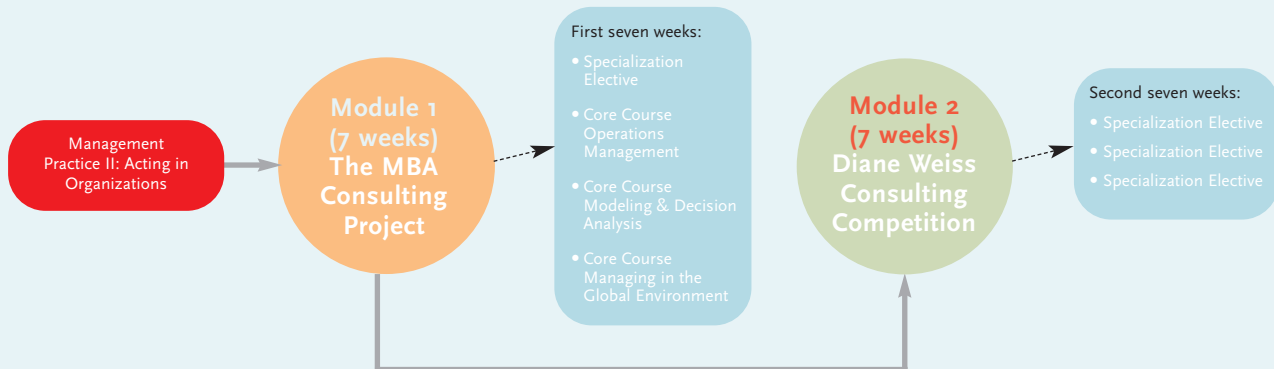 Management
Practice II: Acting in
Organizations
Module 1
(7 weeks)
The MBA
Consulting
Project
First seven weeks:
• Specialization
Elective
• Core Course
Operations
Management
• Core Course
Modeling & Decision
Analysis
• Core Course
Managing in the
Global Environment
Module 2
(7 weeks)
Diane Weiss
Consulting
Competition
Second seven weeks:
• Specialization Elective
• Specialization Elective
• Specialization Elective